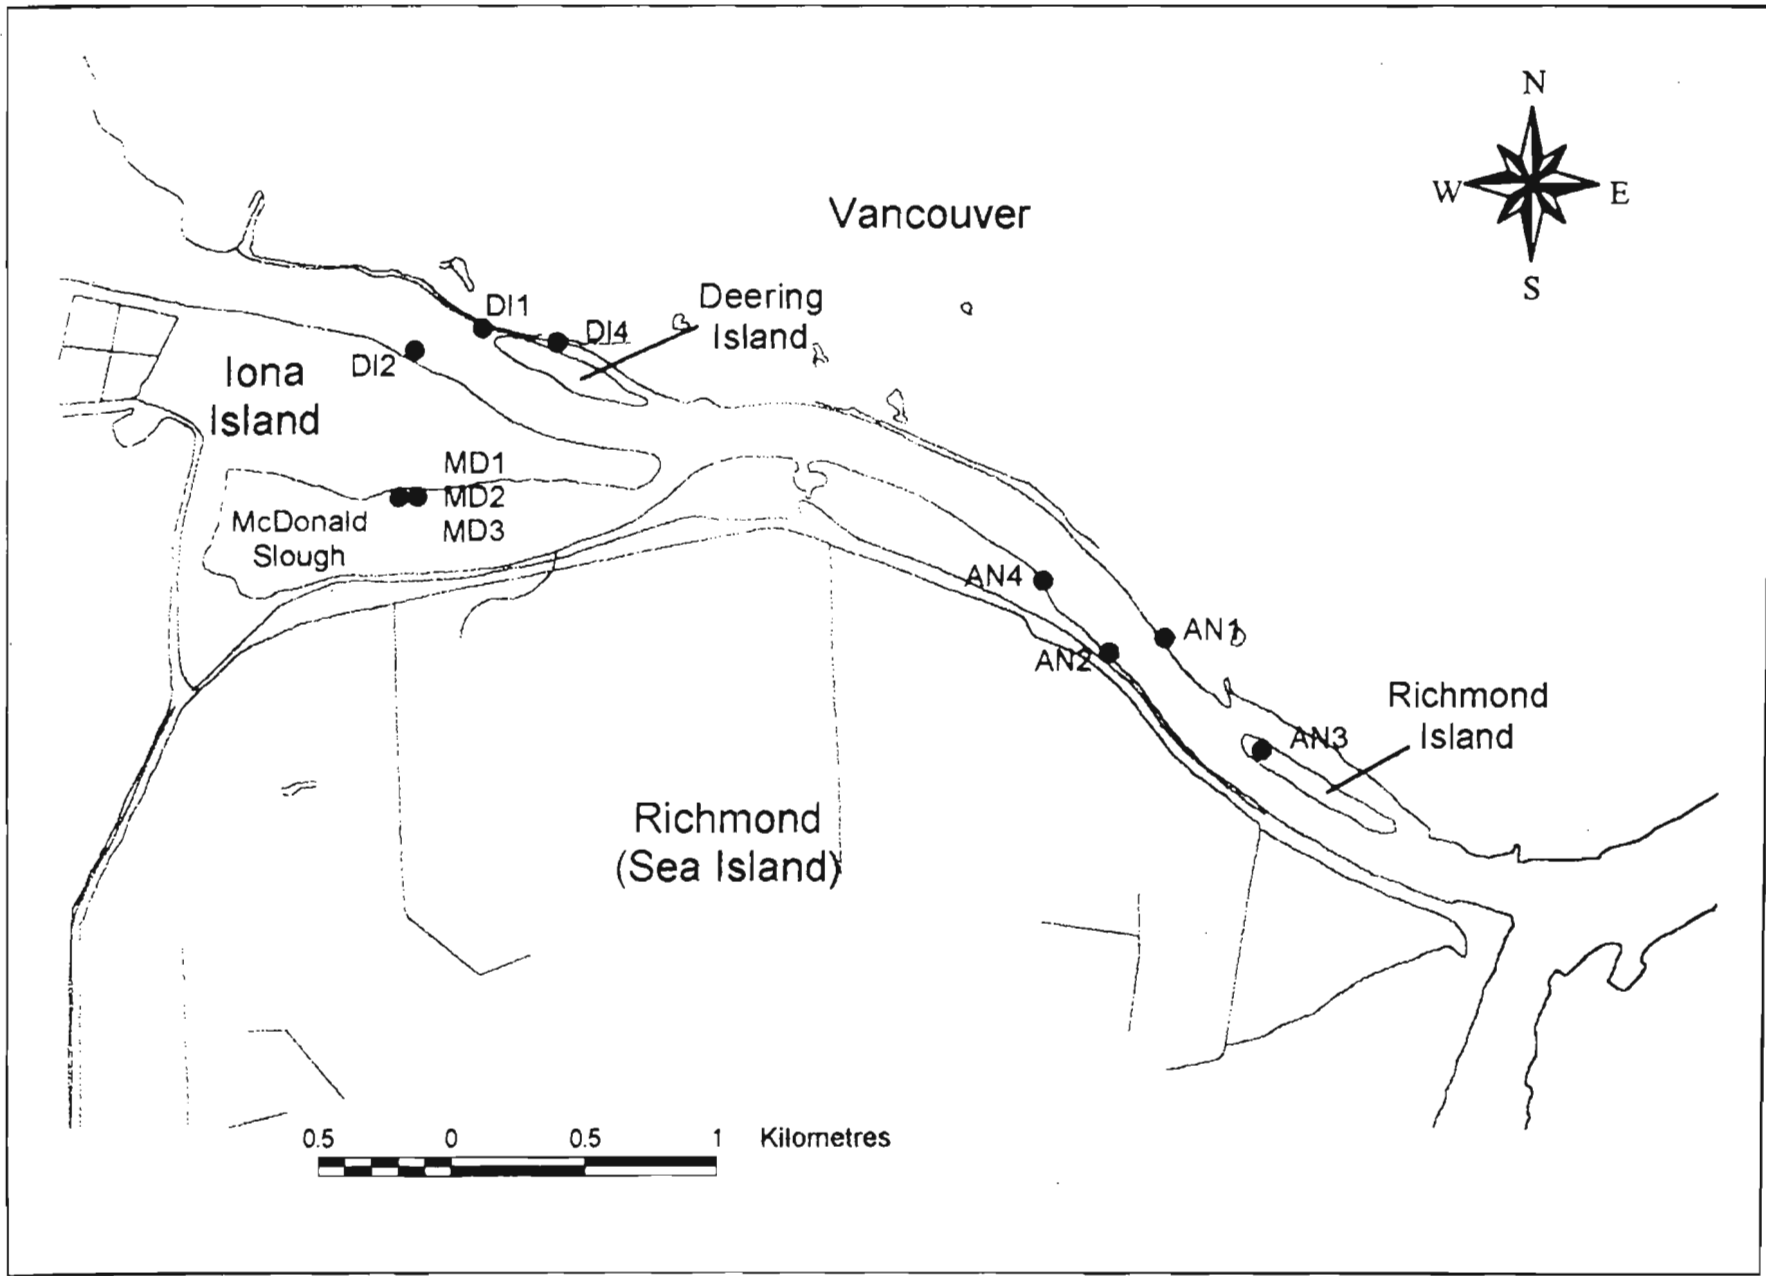 N
W E
S
Vancouver
Deering
Island
DI1
DI4
DI2
Iona
Island
MD1
MD2
MD3
McDonald
Slough
AN4
AN1
AN2
Richmond
Island
AN3
Richmond
(Sea Island)
0.5 0 0.5 1 Kilometres